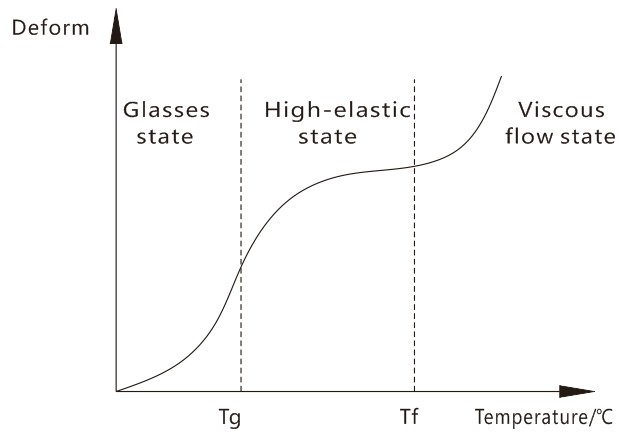 Deform
Glasses
state
High-elastic
state
Viscous
flow state
Tg
Tf
Temperature/℃